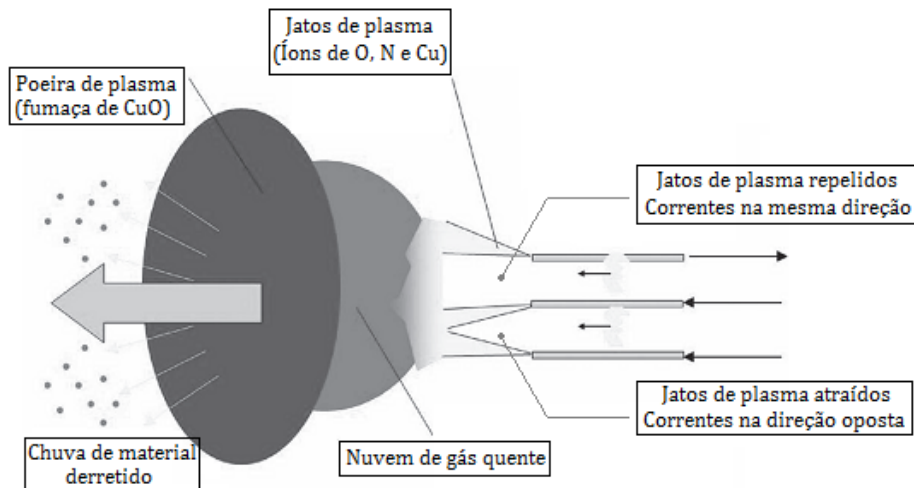 Jatos de plasma
(Íons de O, N e Cu)
Poeira de plasma
(fumaça de CuO)
Jatos de plasma repelidos
Correntes na mesma direção
Jatos de plasma atraídos
Correntes na direção oposta
Chuva de material
derretido
Nuvem de gás quente